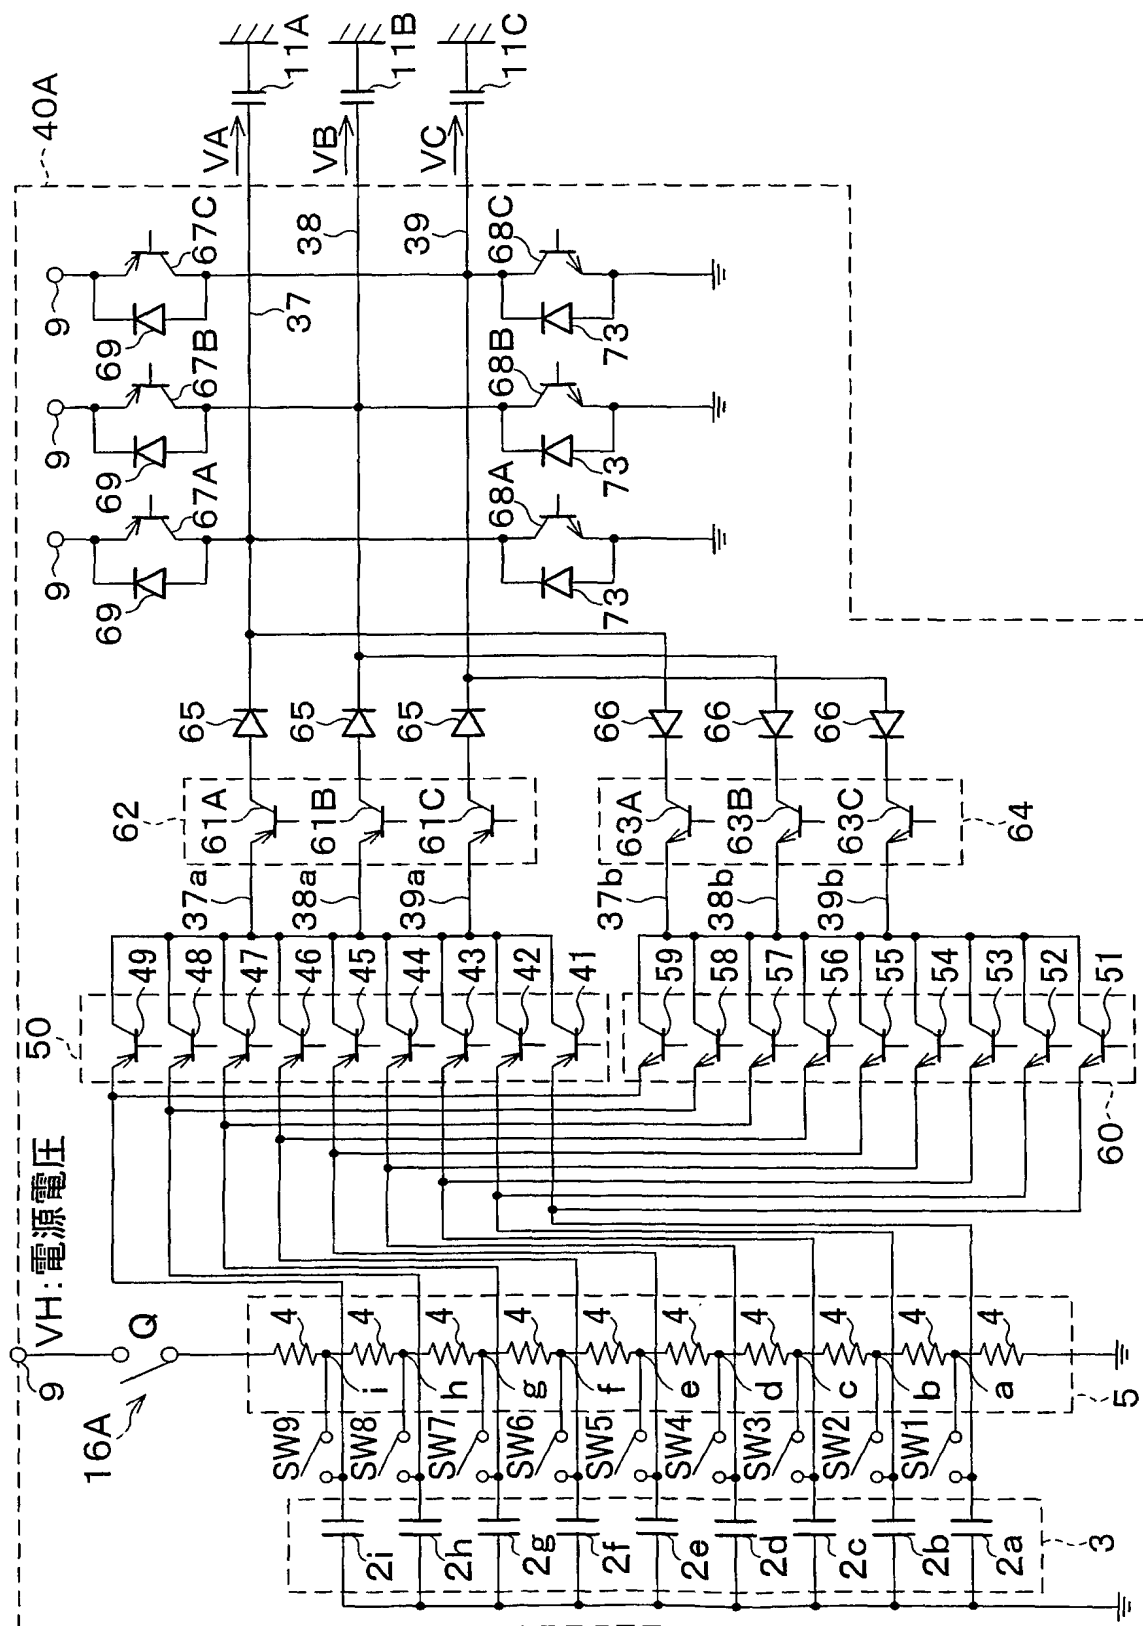 40A
11A
11B
11C
VA
VB
VC
9
9
9
69
69
69
67A
67B
67C
37
38
39
68A
68B
68C
73
73
73
65
65
65
66
66
66
62
61A
61B
61C
64
63A
63B
63C
37a
38a
39a
37b
38b
39b
50
49
48
47
46
45
44
43
42
41
60
59
58
57
56
55
54
53
52
51
VH:電源電圧
9
Q
16A
4
4
4
4
4
4
4
4
4
4
i
h
g
f
e
d
c
b
a
5
SW9
SW8
SW7
SW6
SW5
SW4
SW3
SW2
SW1
2i
2h
2g
2f
2e
2d
2c
2b
2a
3